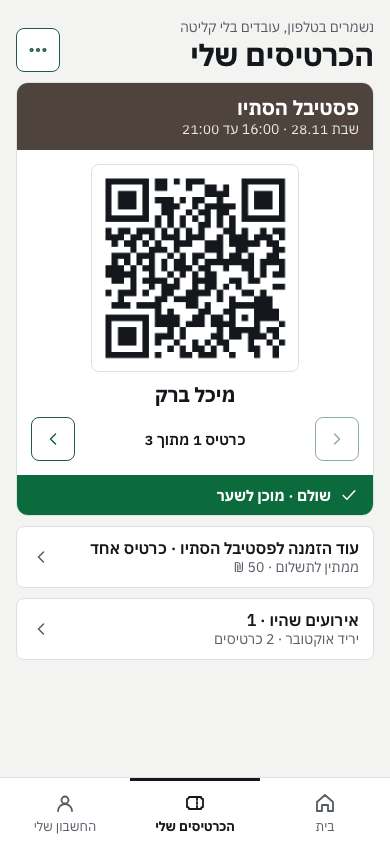 נשמרים בטלפון, עובדים בלי קליטה
הכרטיסים שלי
פסטיבל הסתיו
שבת 28.11 · 16:00 עד 21:00
מיכל ברק
כרטיס 1 מתוך 3
שולם · מוכן לשער
עוד הזמנה לפסטיבל הסתיו · כרטיס אחד
ממתין לתשלום · 50 ₪
אירועים שהיו · 1
יריד אוקטובר · 2 כרטיסים
בית
הכרטיסים שלי
החשבון שלי